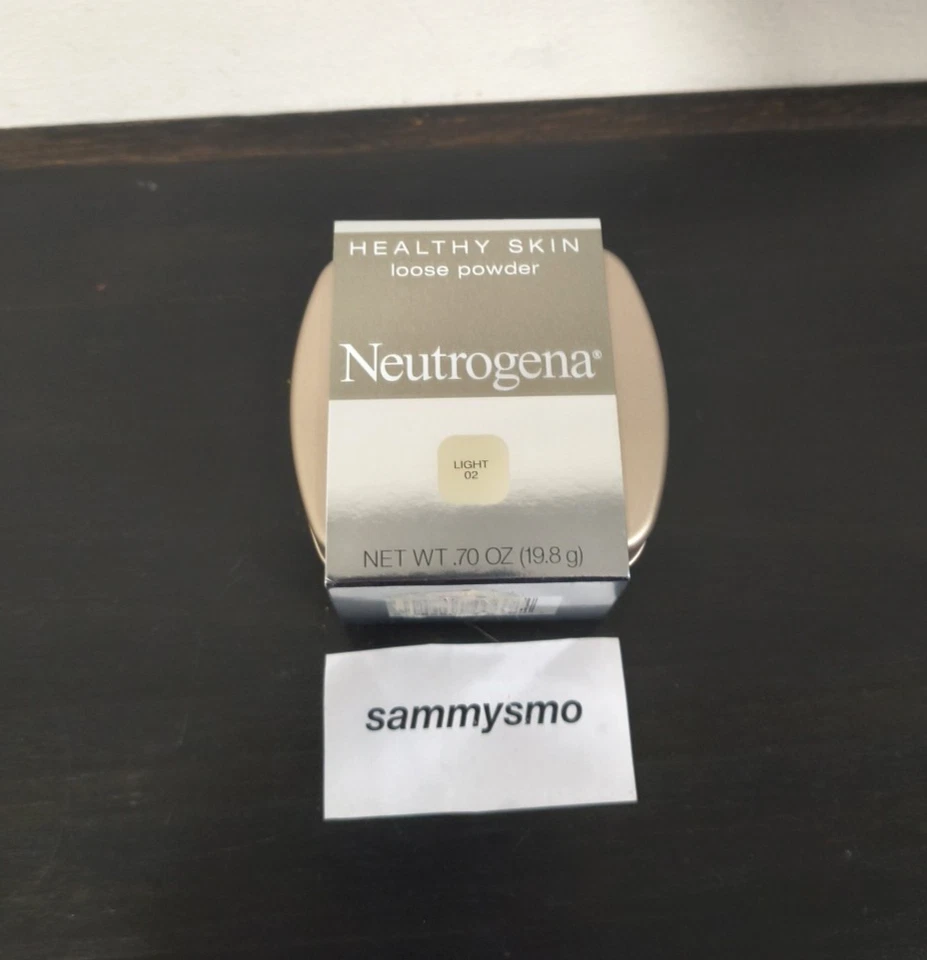 HEALTHY SKIN
loose powder
Neutrogena®
LIGHT
02
NET WT .70 OZ (19.8 g)
sammysmo